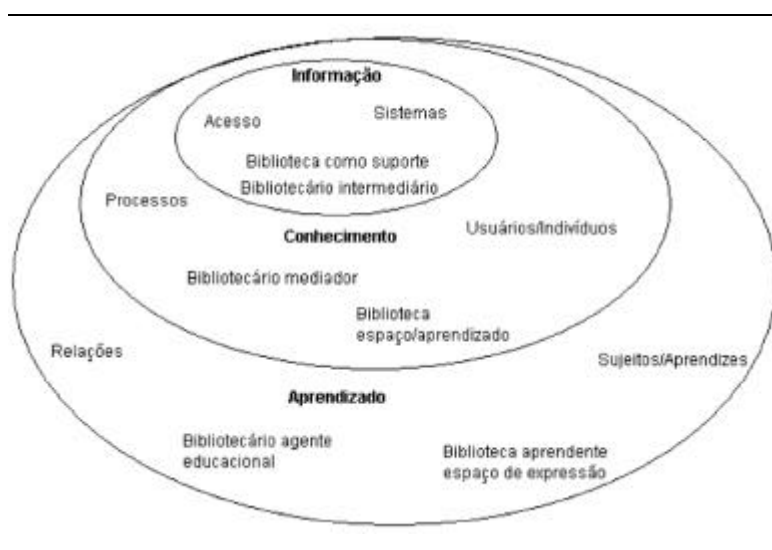 Informação
Acesso
Sistemas
Biblioteca como suporte
Bibliotecário intermediário
Processos
Conhecimento
Usuários/Indivíduos
Bibliotecário mediador
Biblioteca
espaço/aprendizado
Relações
Sujeitos/Aprendizes
Aprendizado
Bibliotecário agente
educacional
Biblioteca aprendente
espaço de expressão